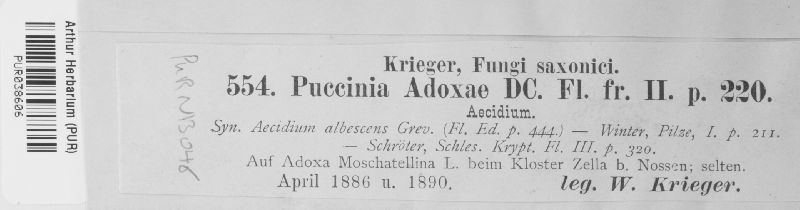 Arthur Herbarium (PUR)
PUR038606
PUR N13046
Krieger, Fungi saxonici.
554. Puccinia Adoxae DC. Fl. fr. II. p. 220.
Aecidium.
Syn. Aecidium albescens Grev. (Fl. Ed. p. 444.) — Winter, Pilze, I. p. 211.
— Schröter, Schles. Krypt. Fl. III. p. 320.
Auf Adoxa Moschatellina L. beim Kloster Zella b. Nossen; selten.
April 1886 u. 1890. leg. W. Krieger.